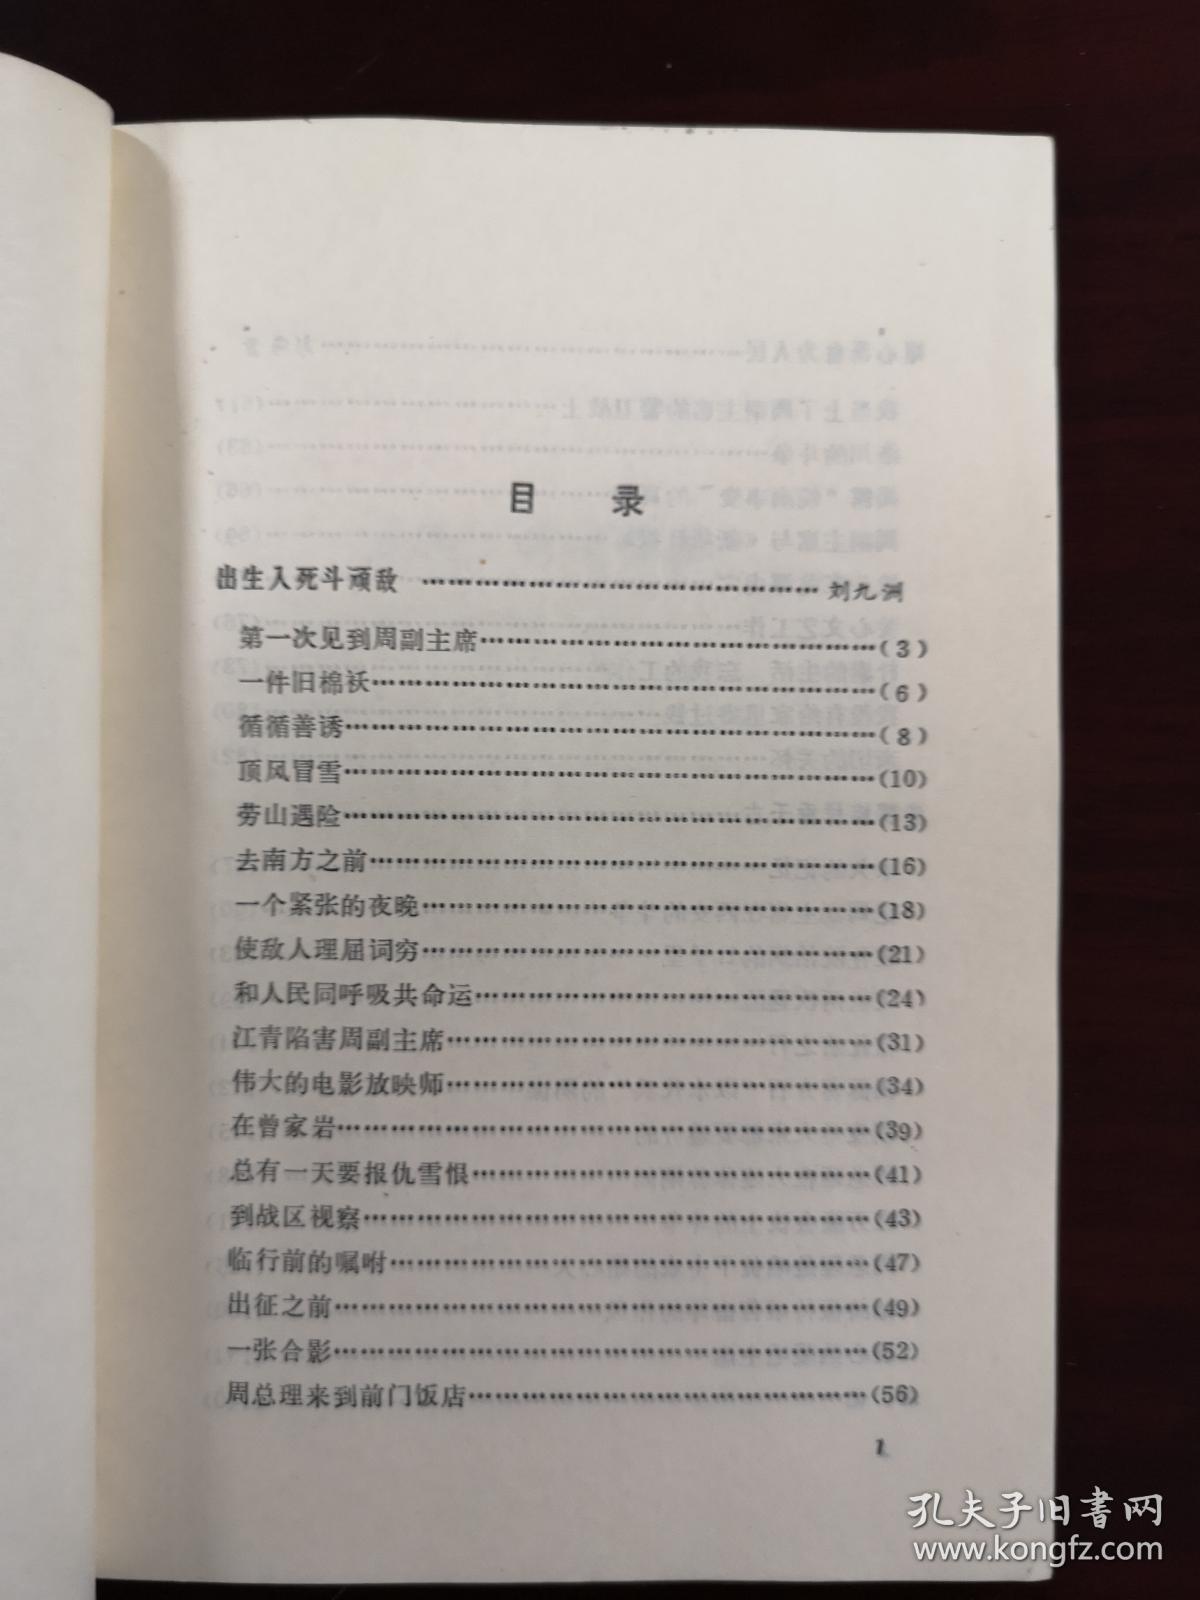 目 录
出生入死斗顽敌………………………………………刘九洲
第一次见到周副主席…………………………………………(3)
一件旧棉袄……………………………………………………(6)
循循善诱………………………………………………………(8)
顶风冒雪………………………………………………………(10)
劳山遇险………………………………………………………(13)
去南方之前……………………………………………………(16)
一个紧张的夜晚………………………………………………(18)
使敌人理屈词穷………………………………………………(21)
和人民同呼吸共命运…………………………………………(24)
江青陷害周副主席……………………………………………(31)
伟大的电影放映师……………………………………………(34)
在曾家岩………………………………………………………(39)
总有一天要报仇雪恨…………………………………………(41)
到战区视察……………………………………………………(43)
临行前的嘱咐…………………………………………………(47)
出征之前………………………………………………………(49)
一张合影………………………………………………………(52)
周总理来到前门饭店…………………………………………(56)
1
孔夫子旧书网
www.kongfz.com